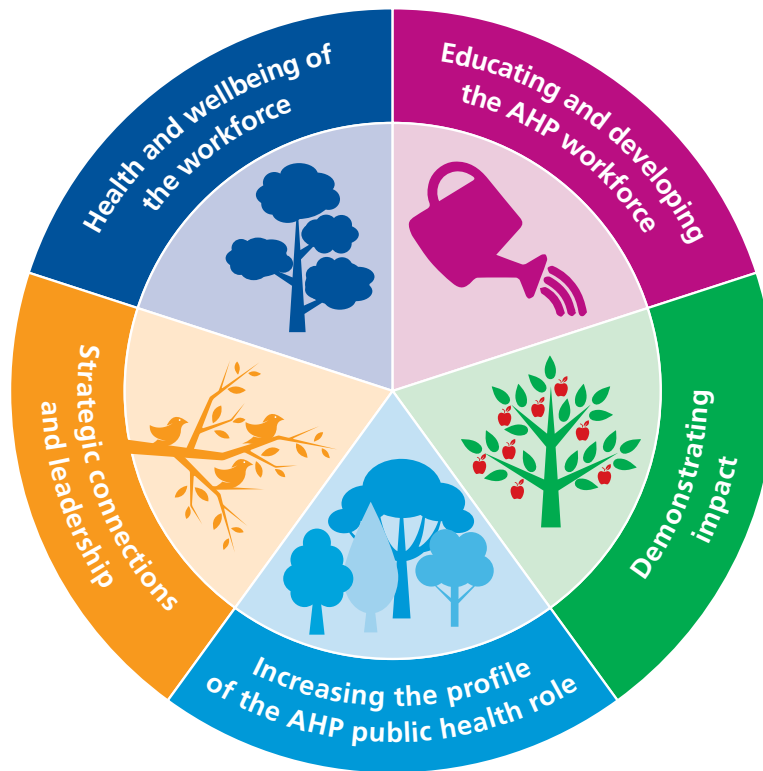 Health and wellbeing of
the workforce
Educating and developing
the AHP workforce
Demonstrating
impact
Increasing the profile
of the AHP public health role
Strategic connections
and leadership